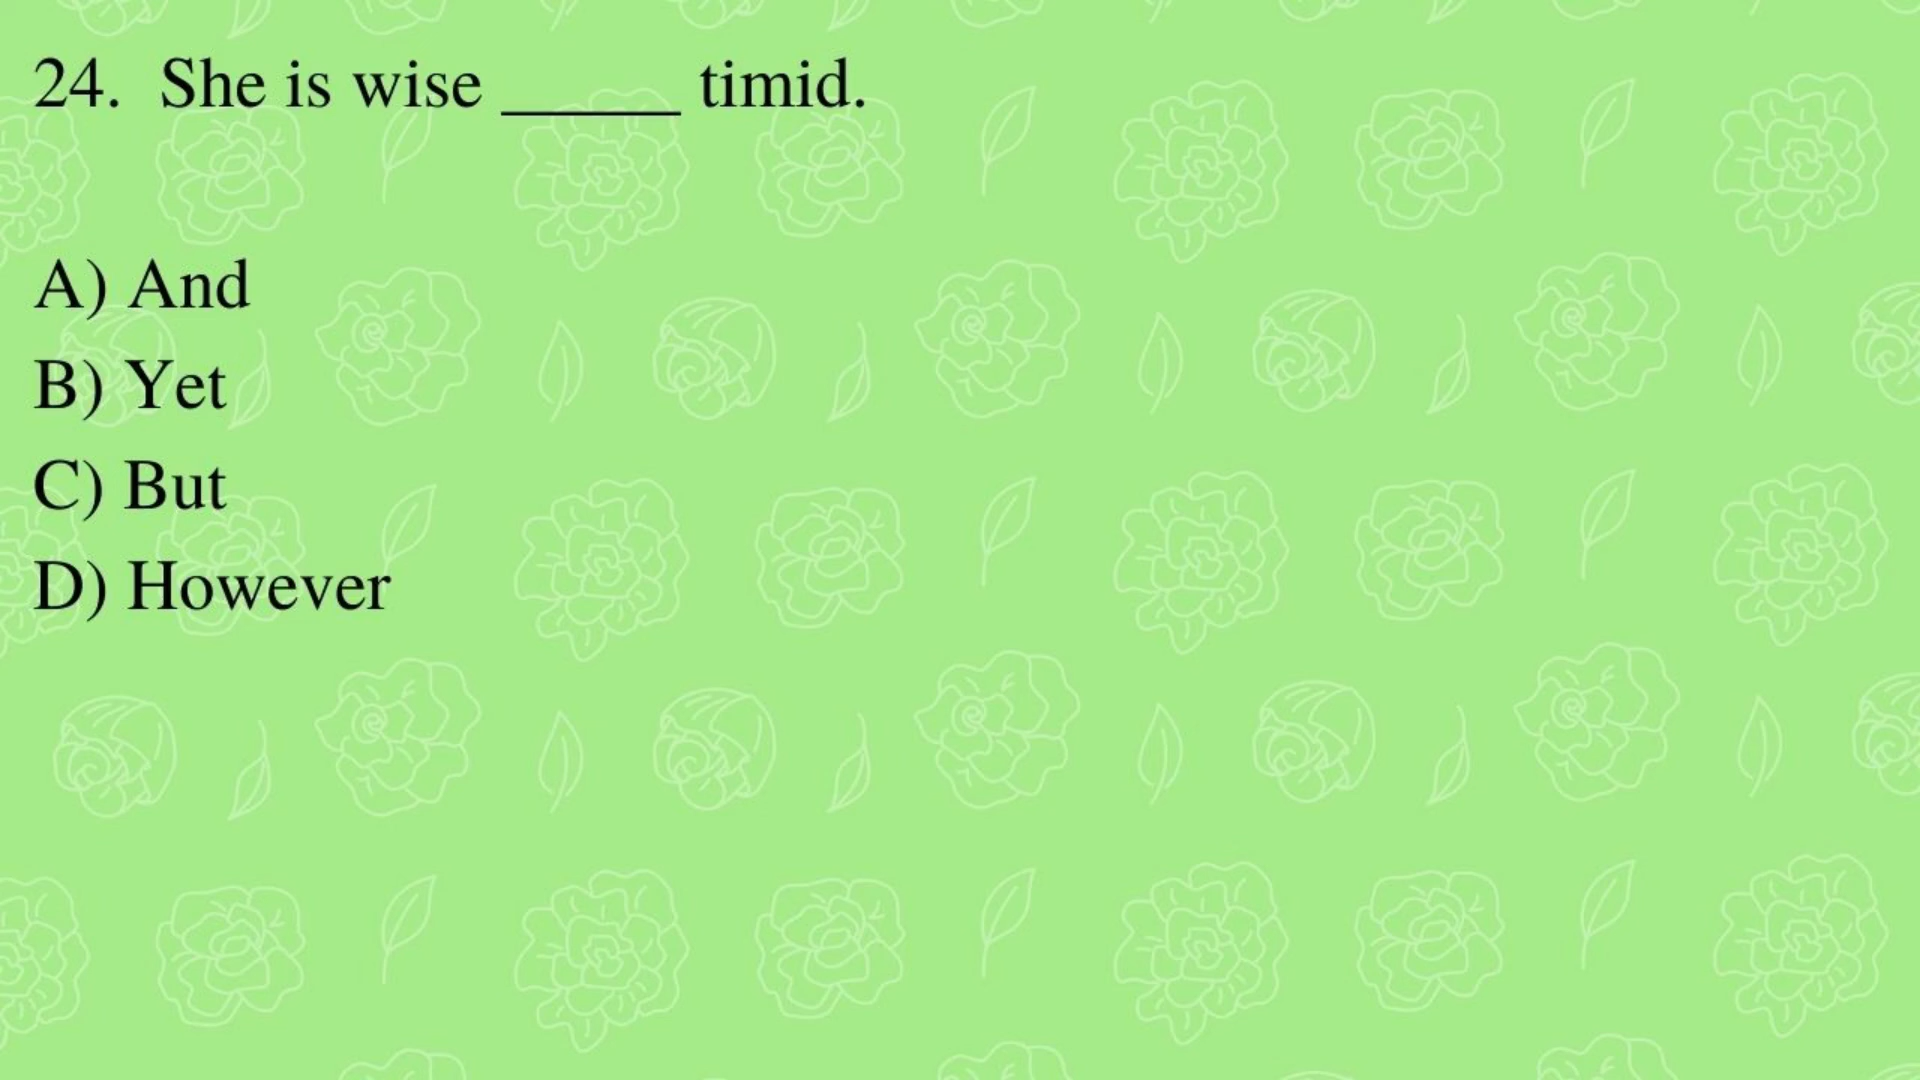 24. She is wise _____ timid.
A) And
B) Yet
C) But
D) However